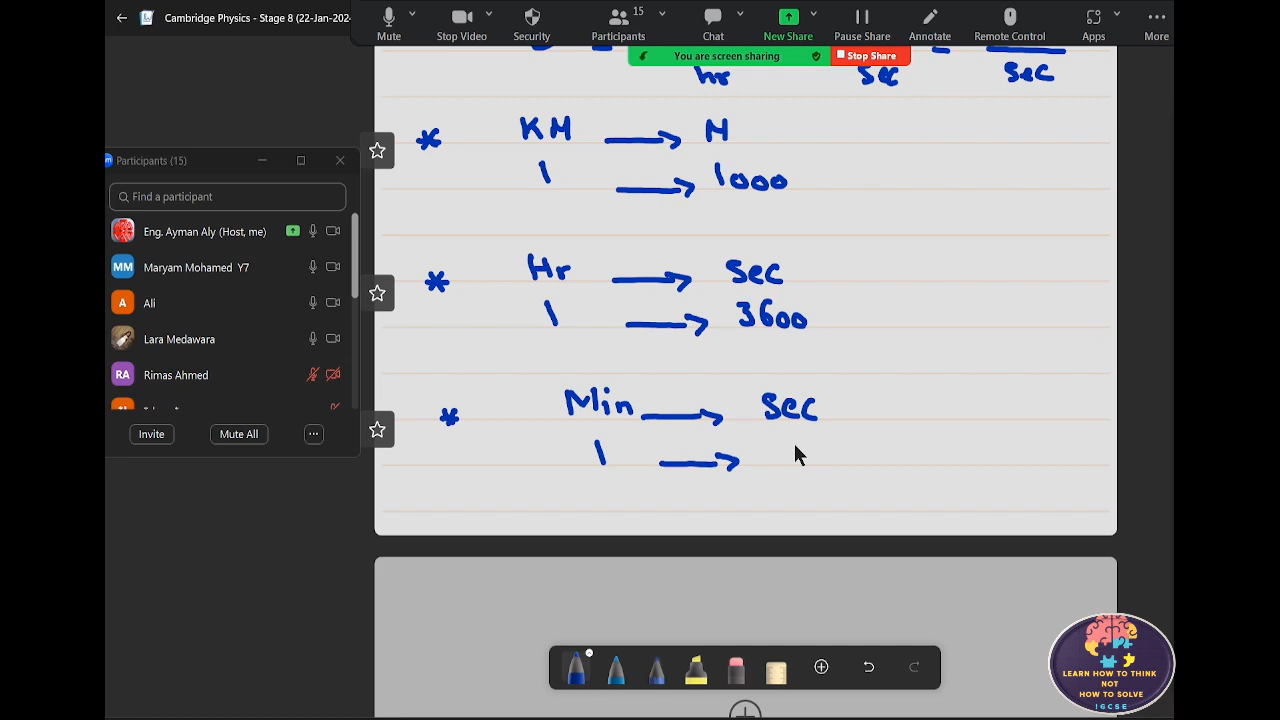 Cambridge Physics - Stage 8 (22-Jan-202
Mute
Stop Video
Security
15
Participants
Chat
New Share
Pause Share
Annotate
Remote Control
Apps
More
You are screen sharing
Stop Share
hr
sec
sec
* KM → M
1 → 1000
* Hr → sec
1 → 3600
* Min → sec
1 →
Participants (15)
Find a participant
Eng. Ayman Aly (Host, me)
MM Maryam Mohamed Y7
A Ali
Lara Medawara
RA Rimas Ahmed
Invite
Mute All
...
LEARN HOW TO THINK
NOT
HOW TO SOLVE
IGCSE